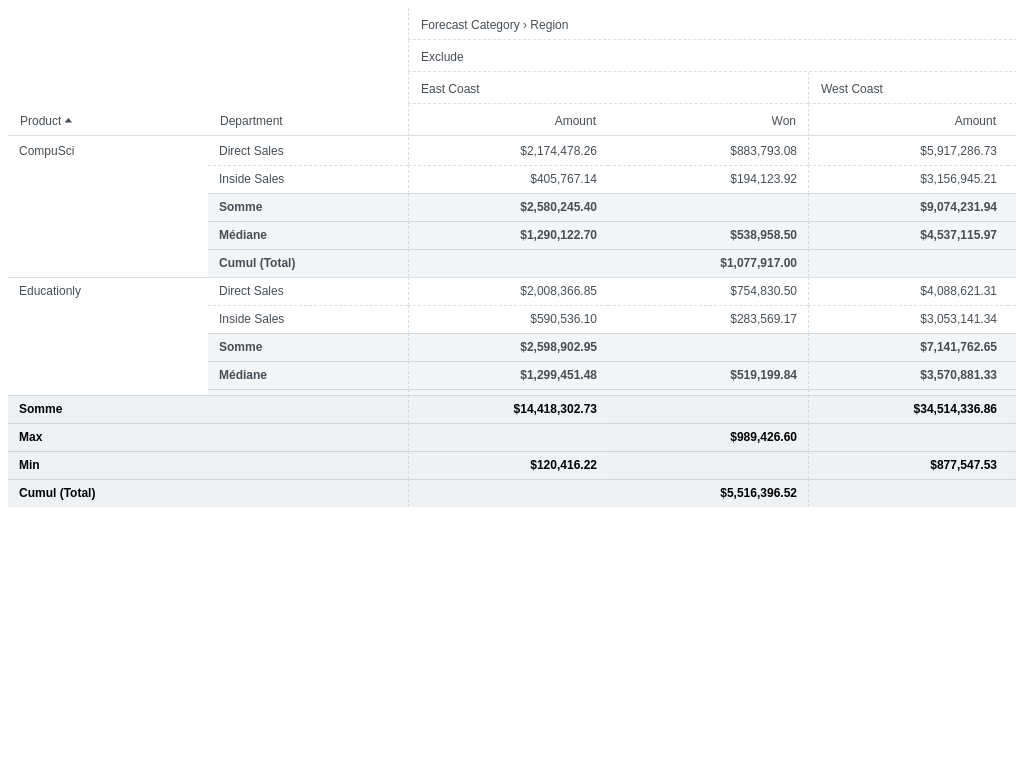 Forecast Category › Region
Exclude
East Coast West Coast
Product Department Amount Won Amount
CompuSci Direct Sales $2,174,478.26 $883,793.08 $5,917,286.73
Inside Sales $405,767.14 $194,123.92 $3,156,945.21
Somme $2,580,245.40 $9,074,231.94
Médiane $1,290,122.70 $538,958.50 $4,537,115.97
Cumul (Total) $1,077,917.00
Educationly Direct Sales $2,008,366.85 $754,830.50 $4,088,621.31
Inside Sales $590,536.10 $283,569.17 $3,053,141.34
Somme $2,598,902.95 $7,141,762.65
Médiane $1,299,451.48 $519,199.84 $3,570,881.33
Somme $14,418,302.73 $34,514,336.86
Max $989,426.60
Min $120,416.22 $877,547.53
Cumul (Total) $5,516,396.52